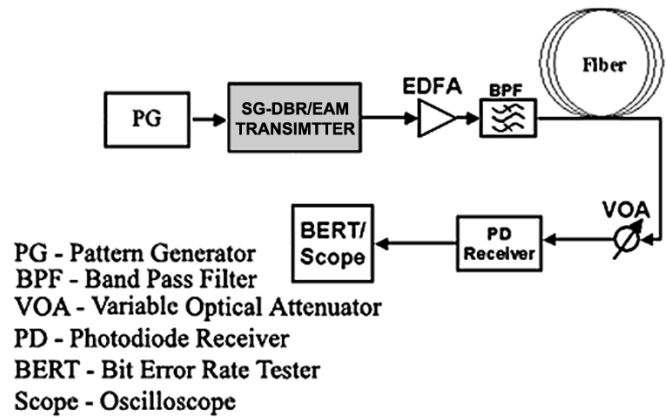 Fiber
EDFA
BPF
PG
SG-DBR/EAM
TRANSIMTTER
VOA
BERT/
Scope
PD
Receiver
PG - Pattern Generator
BPF - Band Pass Filter
VOA - Variable Optical Attenuator
PD - Photodiode Receiver
BERT - Bit Error Rate Tester
Scope - Oscilloscope